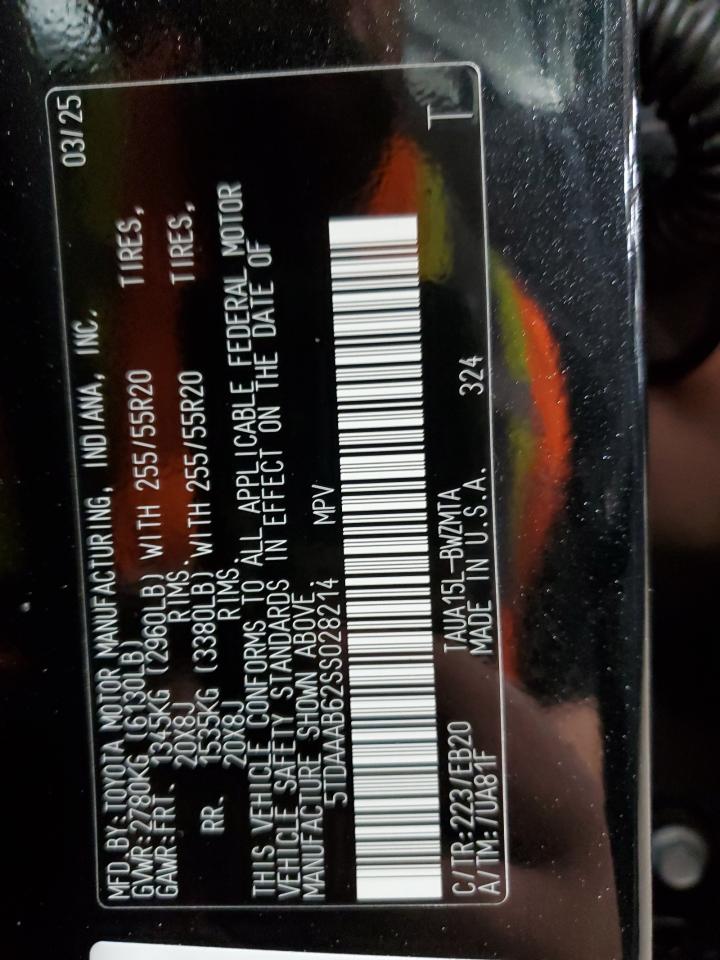 MFD. BY: TOYOTA MOTOR MANUFACTURING, INDIANA, INC. 03/25
GVWR: 2780KG (6130LB)
GAWR: FRT. 1345KG (2960LB) WITH 255/55R20 TIRES,
20X8J RIMS.
RR. 1535KG (3380LB) WITH 255/55R20 TIRES,
20X8J RIMS.
THIS VEHICLE CONFORMS TO ALL APPLICABLE FEDERAL MOTOR
VEHICLE SAFETY STANDARDS IN EFFECT ON THE DATE OF
MANUFACTURE SHOWN ABOVE.
5TDAAAB62SS028214 MPV
C/TR: 223/EB20 TAUA15L-BWZMTA T
A/TM: /UA81F MADE IN U.S.A. 324